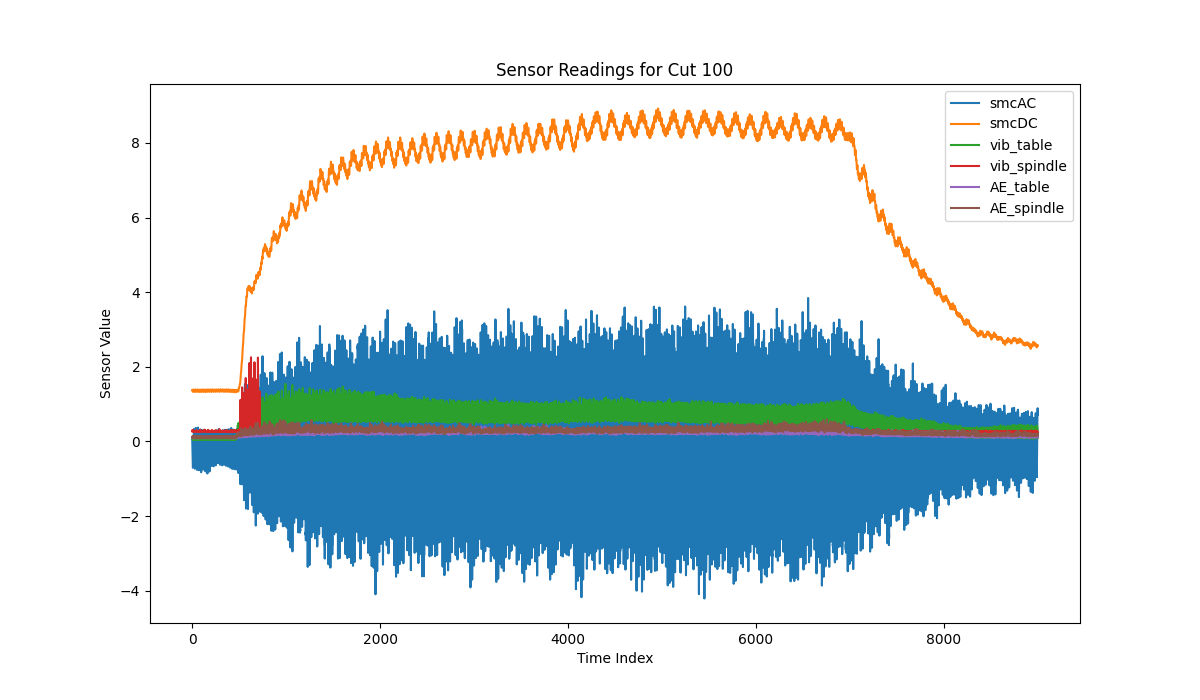 Sensor Readings for Cut 100
Sensor Value
8
6
4
2
0
−2
−4
0
2000
4000
6000
8000
Time Index
smcAC
smcDC
vib_table
vib_spindle
AE_table
AE_spindle